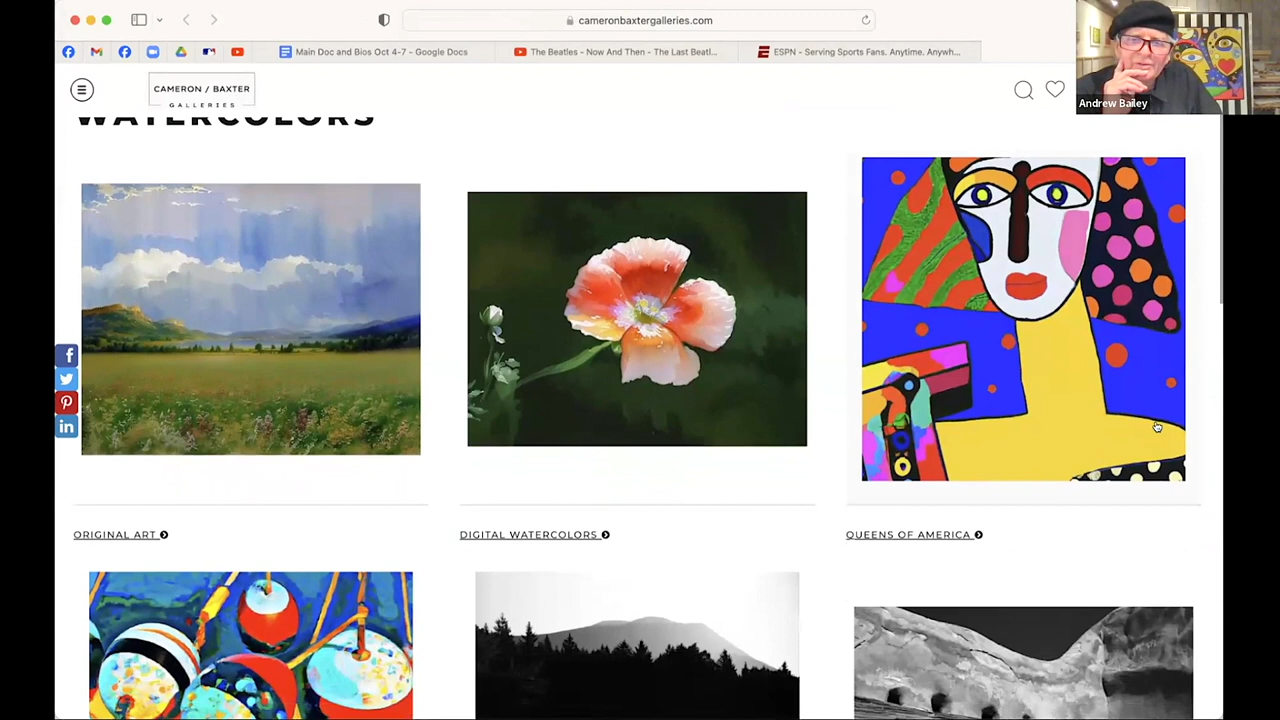 cameronbaxtergalleries.com
Main Doc and Bios Oct 4-7 - Google Docs
The Beatles - Now And Then - The Last Beatl...
ESPN - Serving Sports Fans. Anytime. Anywh...
CAMERON / BAXTER
GALLERIES
Andrew Bailey
WATERCOLORS
ORIGINAL ART
DIGITAL WATERCOLORS
QUEENS OF AMERICA